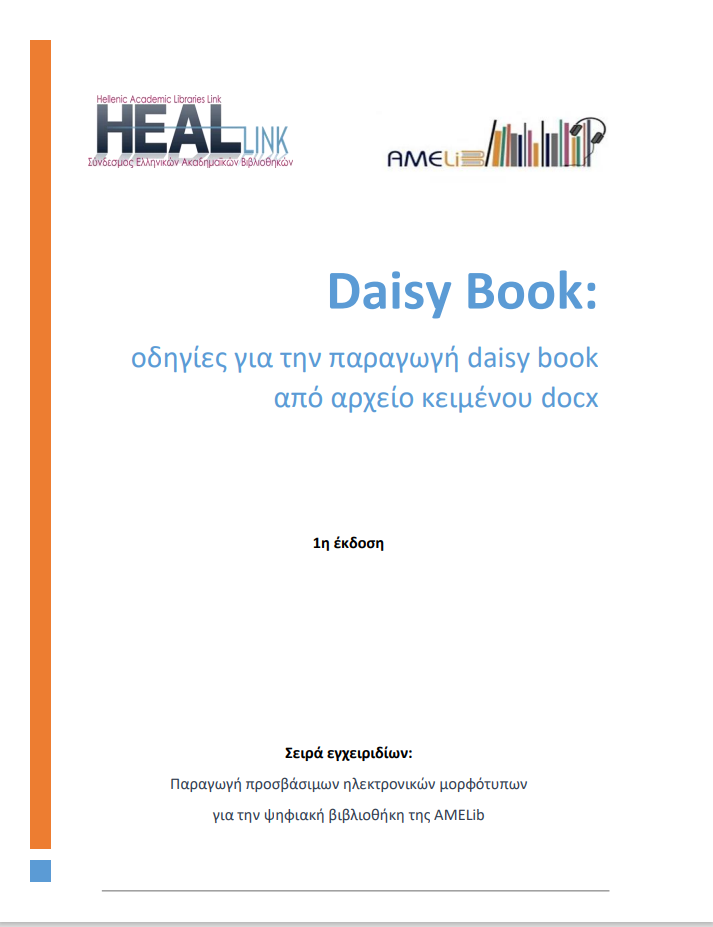 Hellenic Academic Libraries Link
HEAL LINK
Σύνδεσμος Ελληνικών Ακαδημαϊκών Βιβλιοθηκών
AMELiB
Daisy Book:
οδηγίες για την παραγωγή daisy book
από αρχείο κειμένου docx
1η έκδοση
Σειρά εγχειριδίων:
Παραγωγή προσβάσιμων ηλεκτρονικών μορφότυπων
για την ψηφιακή βιβλιοθήκη της AMELib